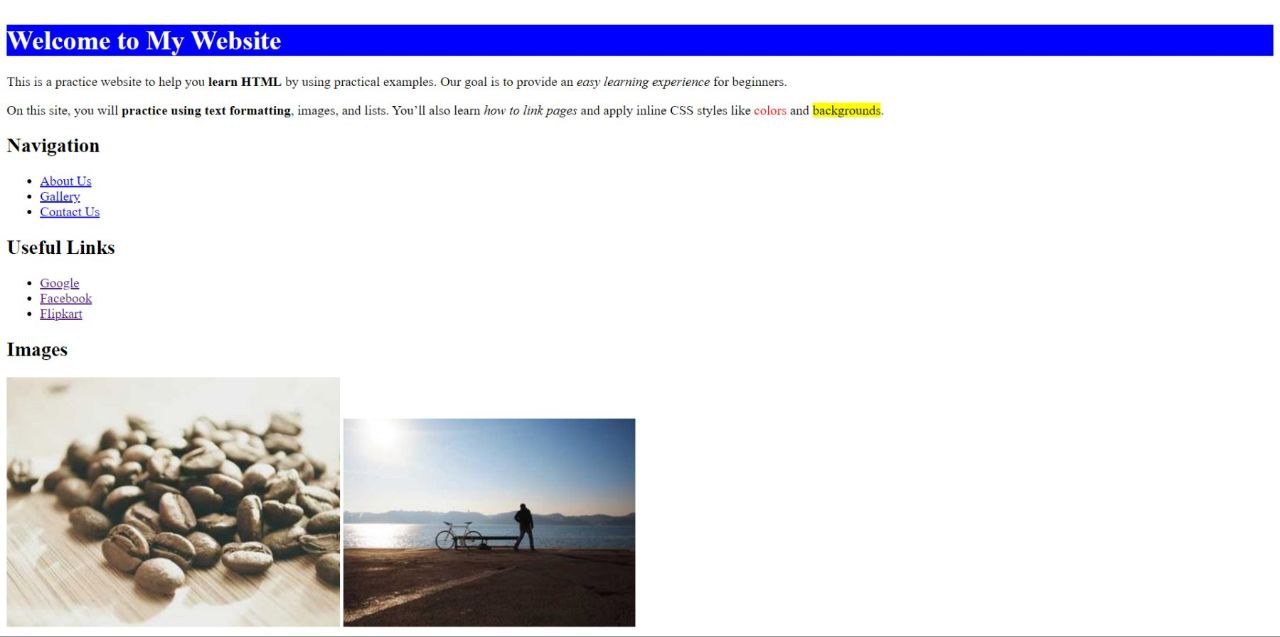 Welcome to My Website
This is a practice website to help you learn HTML by using practical examples. Our goal is to provide an easy learning experience for beginners.
On this site, you will practice using text formatting, images, and lists. You’ll also learn how to link pages and apply inline CSS styles like colors and backgrounds.
Navigation
About Us
Gallery
Contact Us
Useful Links
Google
Facebook
Flipkart
Images